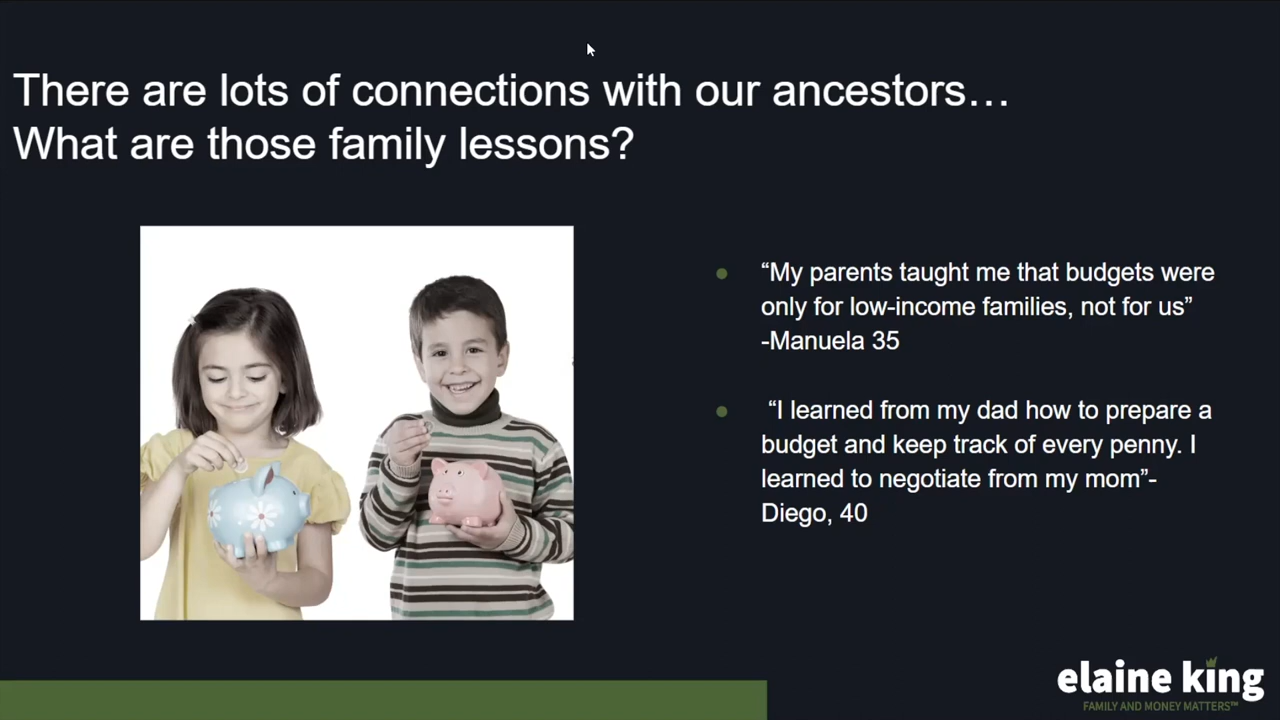 There are lots of connections with our ancestors…
What are those family lessons?
“My parents taught me that budgets were
only for low-income families, not for us”
-Manuela 35
“I learned from my dad how to prepare a
budget and keep track of every penny. I
learned to negotiate from my mom”-
Diego, 40
elaine king
FAMILY AND MONEY MATTERS™